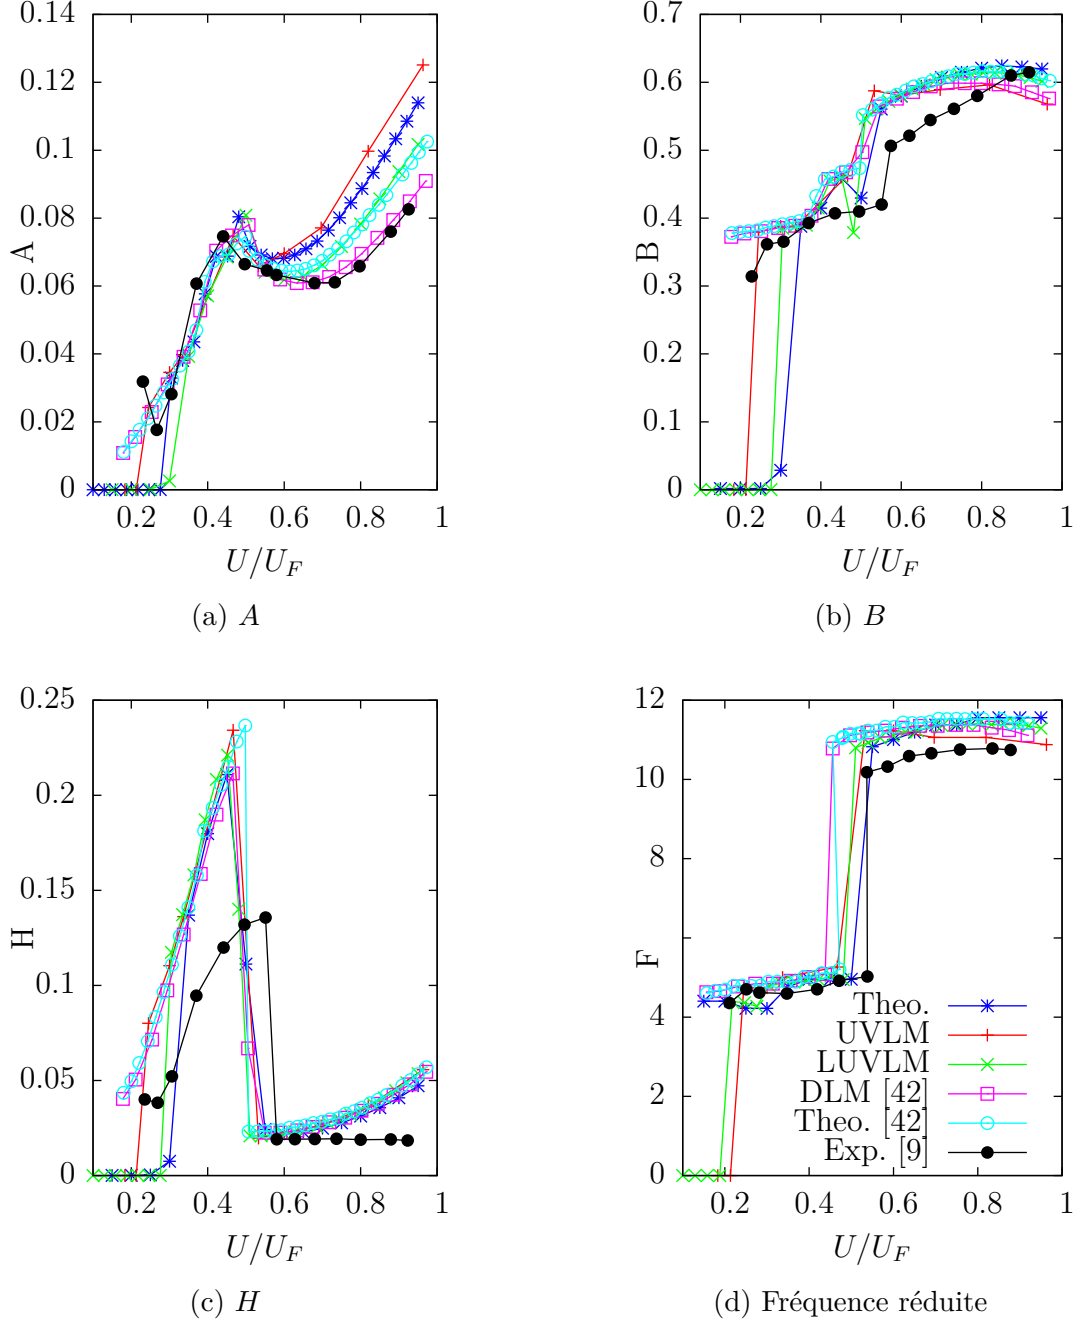 0.14
0.12
0.1
0.08
0.06
0.04
0.02
0
A
0.2 0.4 0.6 0.8 1
U/U_F
(a) A
0.7
0.6
0.5
0.4
0.3
0.2
0.1
0
B
0.2 0.4 0.6 0.8 1
U/U_F
(b) B
0.25
0.2
0.15
0.1
0.05
0
H
0.2 0.4 0.6 0.8 1
U/U_F
(c) H
12
10
8
6
4
2
0
F
Theo.
UVLM
LUVLM
DLM [42]
Theo. [42]
Exp. [9]
0.2 0.4 0.6 0.8 1
U/U_F
(d) Fréquence réduite